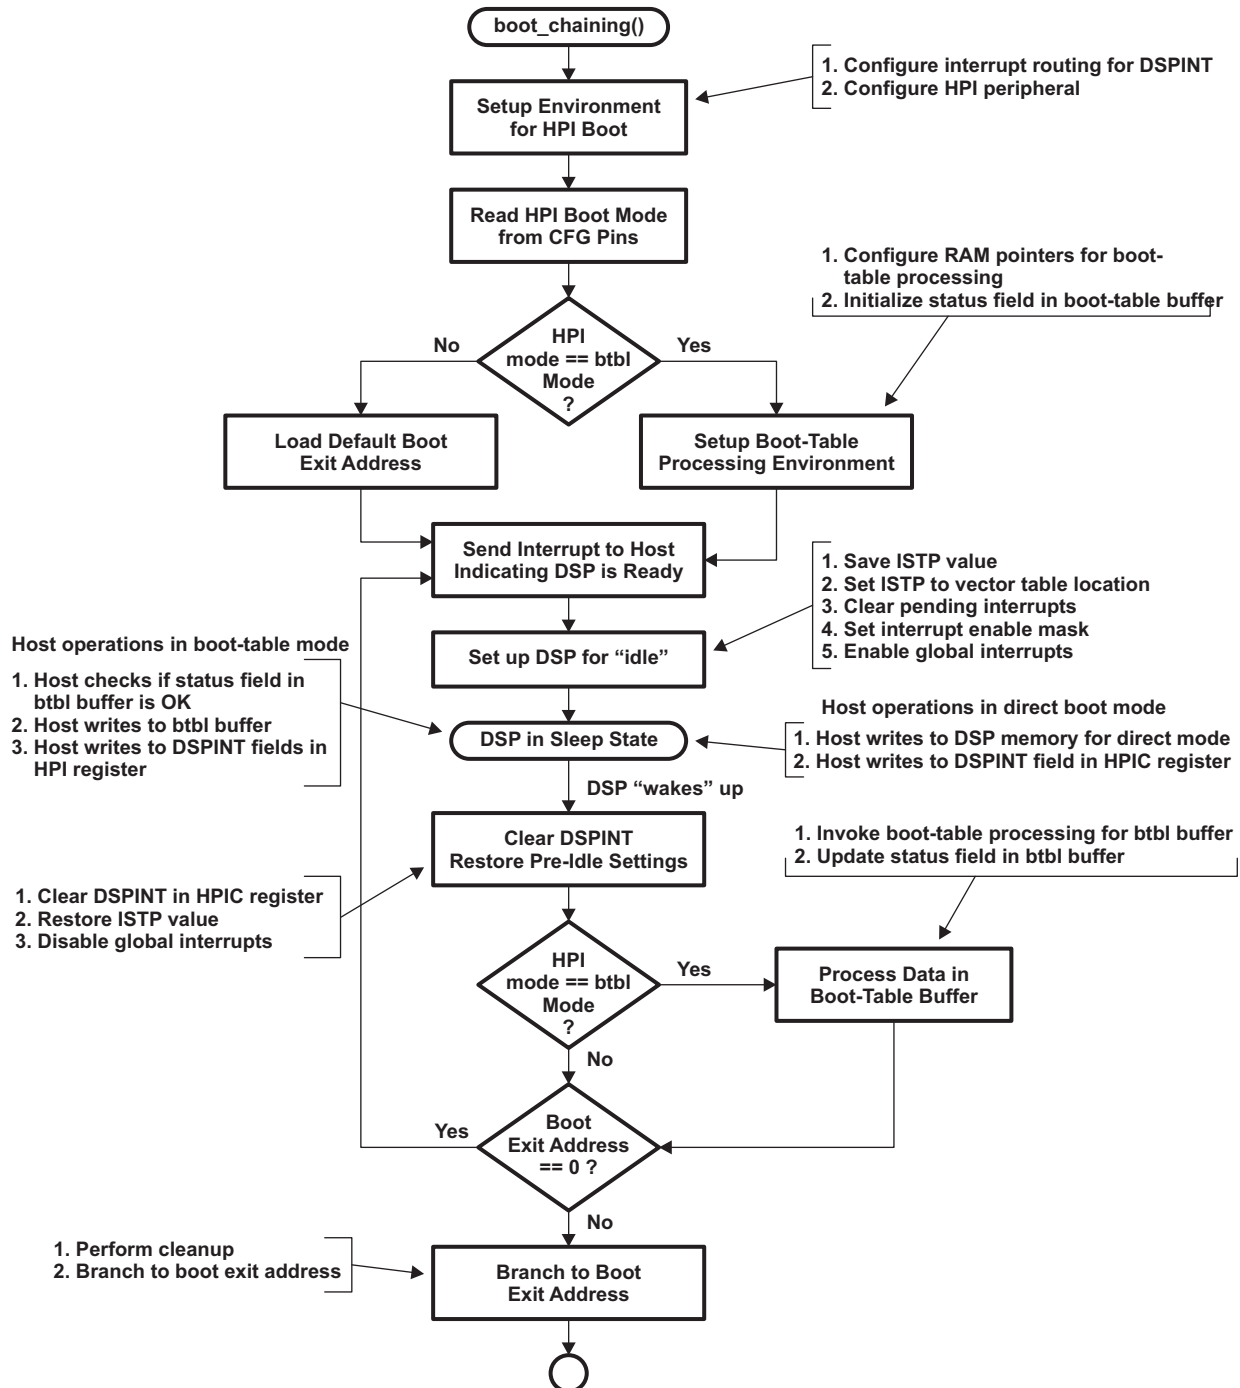 boot_chaining()
1. Configure interrupt routing for DSPINT
2. Configure HPI peripheral
Setup Environment
for HPI Boot
Read HPI Boot Mode
from CFG Pins
1. Configure RAM pointers for boot-
table processing
2. Initialize status field in boot-table buffer
HPI
mode == btbl
Mode
?
No
Yes
Load Default Boot
Exit Address
Setup Boot-Table
Processing Environment
Send Interrupt to Host
Indicating DSP is Ready
1. Save ISTP value
2. Set ISTP to vector table location
3. Clear pending interrupts
4. Set interrupt enable mask
5. Enable global interrupts
Set up DSP for “idle”
Host operations in boot-table mode
1. Host checks if status field in
btbl buffer is OK
2. Host writes to btbl buffer
3. Host writes to DSPINT fields in
HPI register
DSP in Sleep State
Host operations in direct boot mode
1. Host writes to DSP memory for direct mode
2. Host writes to DSPINT field in HPIC register
DSP “wakes” up
Clear DSPINT
Restore Pre-Idle Settings
1. Invoke boot-table processing for btbl buffer
2. Update status field in btbl buffer
1. Clear DSPINT in HPIC register
2. Restore ISTP value
3. Disable global interrupts
HPI
mode == btbl
Mode
?
Yes
Process Data in
Boot-Table Buffer
No
Boot
Exit Address
== 0 ?
Yes
No
1. Perform cleanup
2. Branch to boot exit address
Branch to Boot
Exit Address